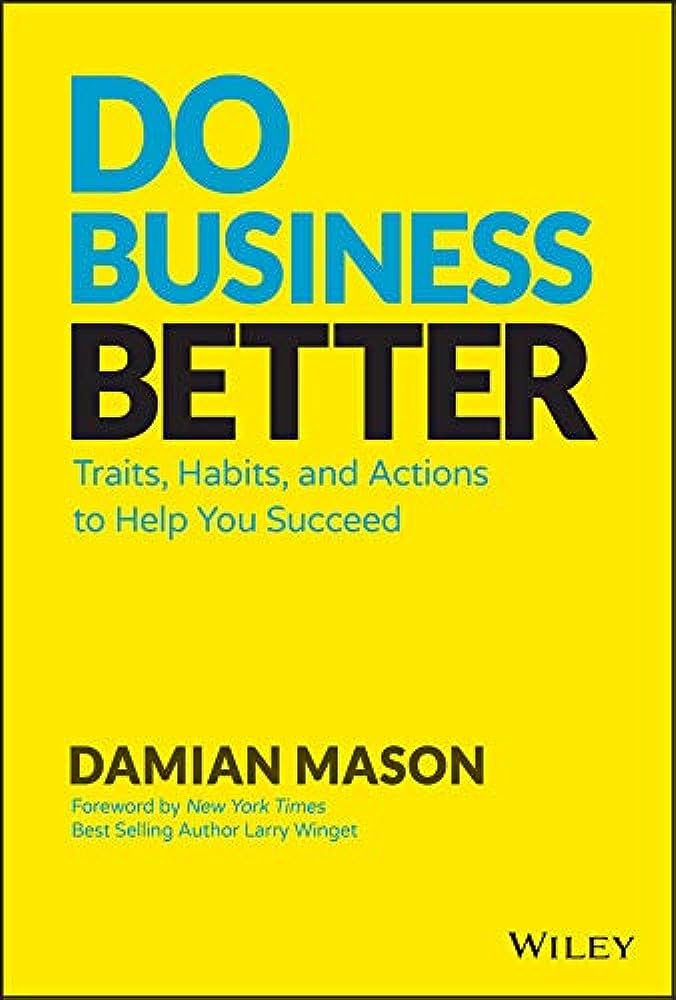 DO
BUSINESS
BETTER
Traits, Habits, and Actions
to Help You Succeed
DAMIAN MASON
Foreword by New York Times
Best Selling Author Larry Winget
WILEY